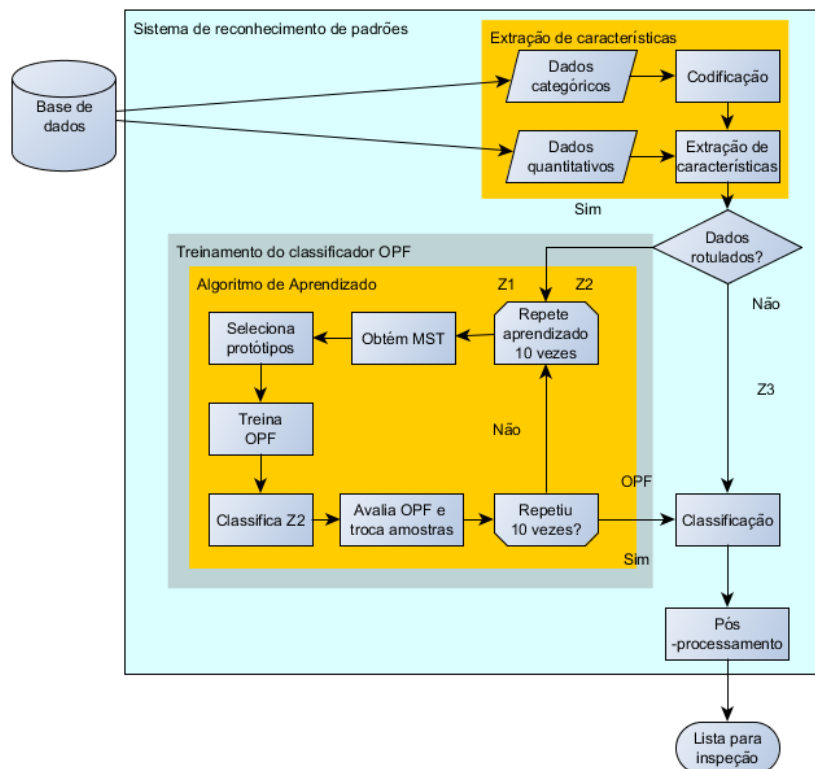 Sistema de reconhecimento de padrões
Extração de características
Base de
dados
Dados
categóricos
Codificação
Dados
quantitativos
Extração de
características
Sim
Dados
rotulados?
Treinamento do classificador OPF
Algoritmo de Aprendizado
Z1
Z2
Não
Seleciona
protótipos
Obtém MST
Repete
aprendizado
10 vezes
Z3
Treina
OPF
Não
OPF
Classifica Z2
Avalia OPF e
troca amostras
Repetiu
10 vezes?
Classificação
Sim
Pós
-processamento
Lista para
inspeção